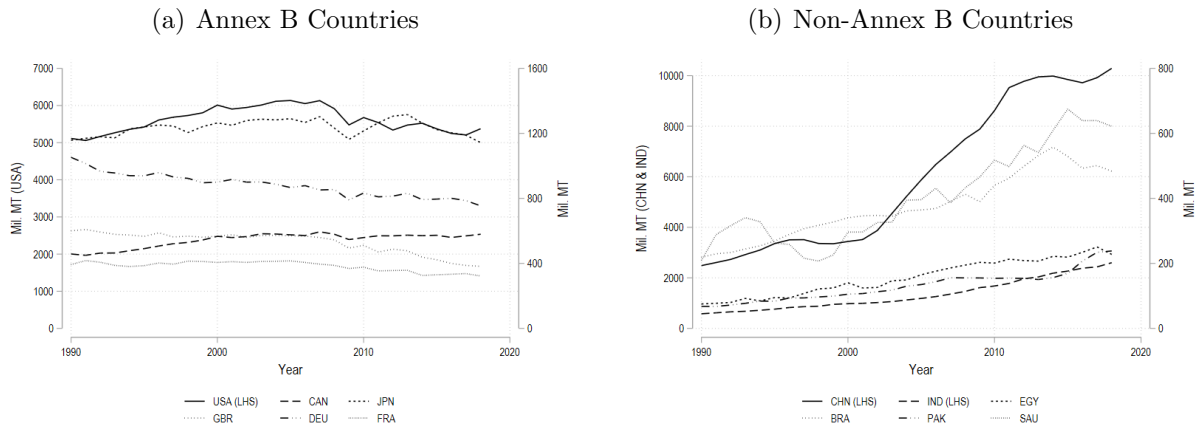 (a) Annex B Countries
7000
6000
5000
4000
3000
2000
1000
0
Mil. MT (USA)
1600
1200
800
400
0
Mil. MT
1990
2000
2010
2020
Year
USA (LHS) CAN JPN
GBR DEU FRA
(b) Non-Annex B Countries
10000
8000
6000
4000
2000
0
Mil. MT (CHN & IND)
800
600
400
200
0
Mil. MT
1990
2000
2010
2020
Year
CHN (LHS) IND (LHS) EGY
BRA PAK SAU